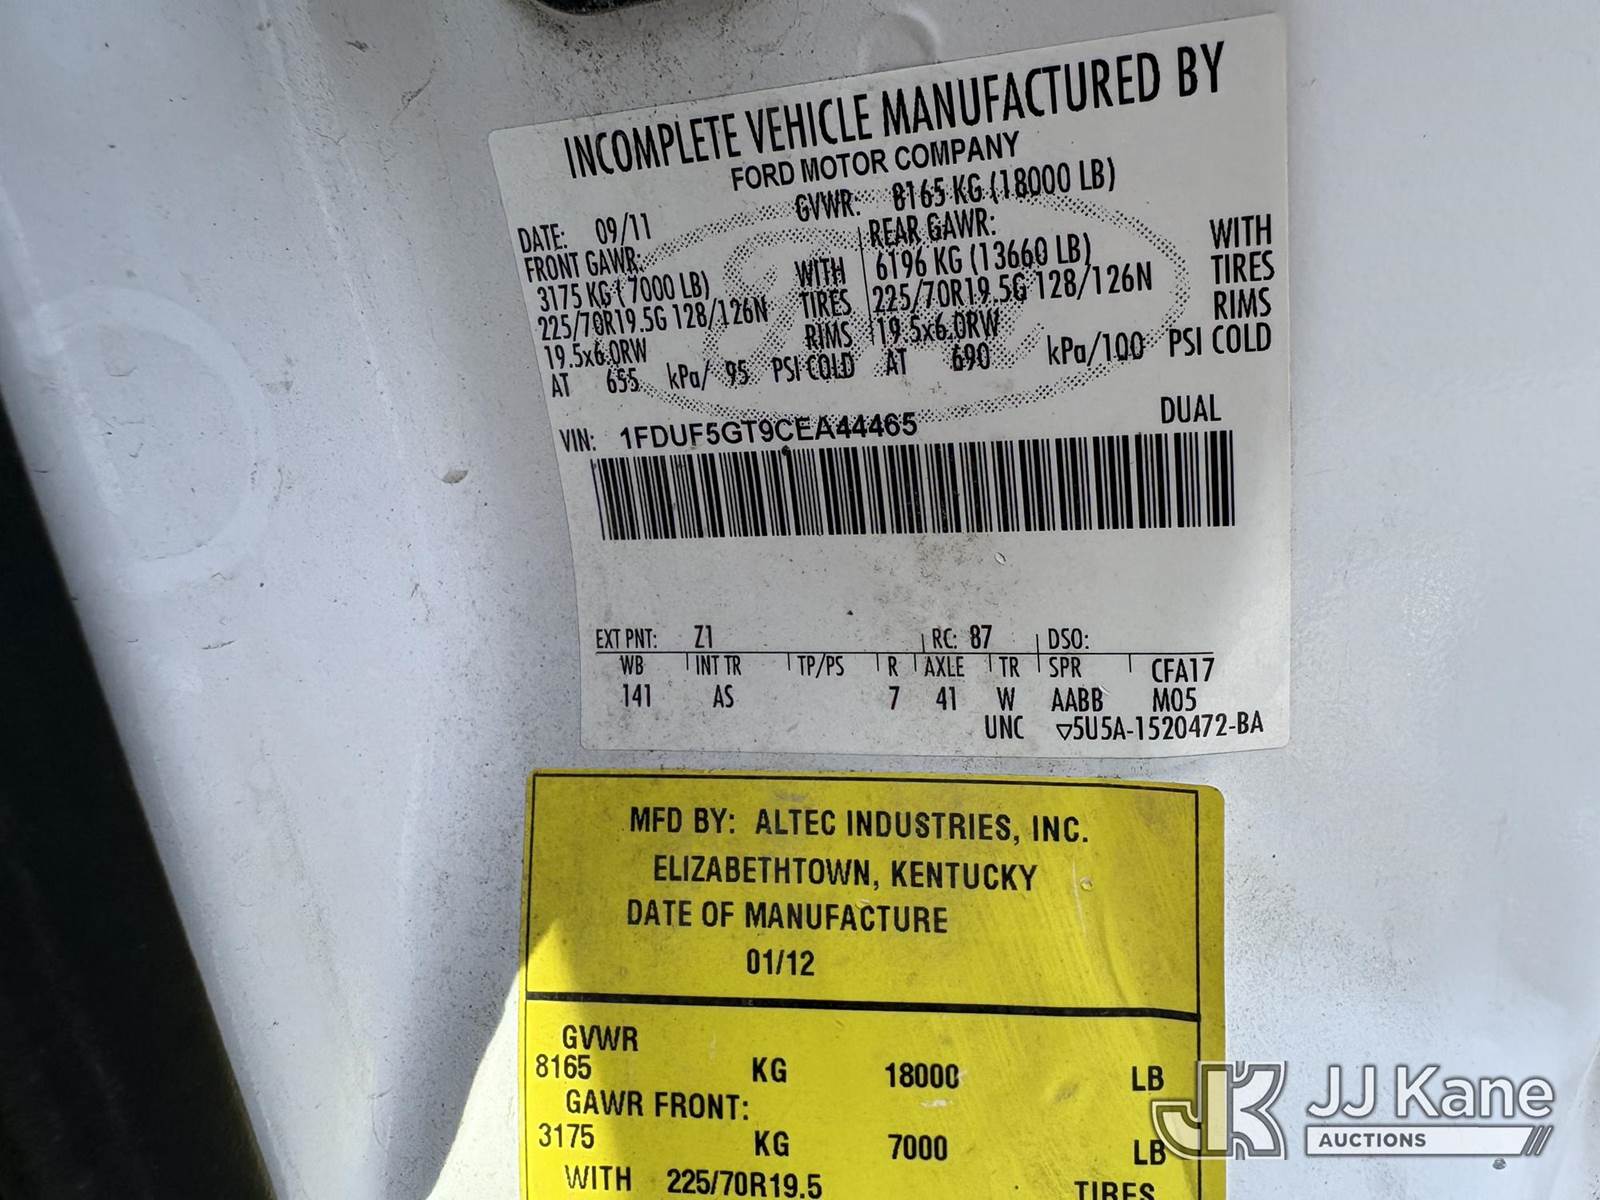 INCOMPLETE VEHICLE MANUFACTURED BY
FORD MOTOR COMPANY
DATE: 09/11 GVWR: 8165 KG (18000 LB)
FRONT GAWR: REAR GAWR:
3175 KG (7000 LB) WITH 6196 KG (13660 LB) WITH
225/70R19.5G 128/126N TIRES 225/70R19.5G 128/126N TIRES
19.5x6.0RW RIMS 19.5x6.0RW RIMS
AT 655 kPa/ 95 PSI COLD AT 690 kPa/100 PSI COLD
VIN: 1FDUF5GT9CEA44465 DUAL
EXT PNT: Z1 RC: 87 DSO:
WB INT TR TP/PS R AXLE TR SPR CFA17
141 AS 7 41 W AABB M05
UNC ▽5U5A-1520472-BA
MFD BY: ALTEC INDUSTRIES, INC.
ELIZABETHTOWN, KENTUCKY
DATE OF MANUFACTURE
01/12
GVWR
8165 KG 18000 LB
GAWR FRONT:
3175 KG 7000 LB
WITH 225/70R19.5 TIRES
JK JJ Kane
AUCTIONS